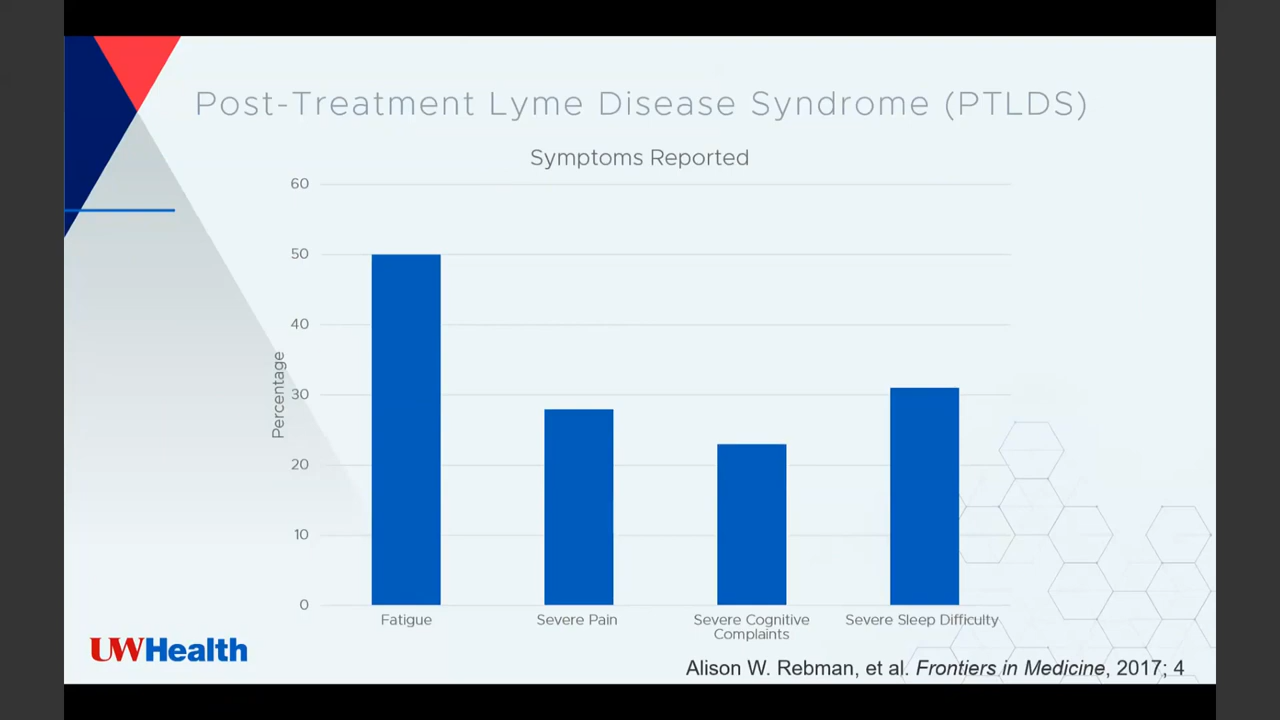 Post-Treatment Lyme Disease Syndrome (PTLDS)
Symptoms Reported
60
50
40
30
20
10
0
Percentage
Fatigue
Severe Pain
Severe Cognitive
Complaints
Severe Sleep Difficulty
UWHealth
Alison W. Rebman, et al. Frontiers in Medicine, 2017; 4